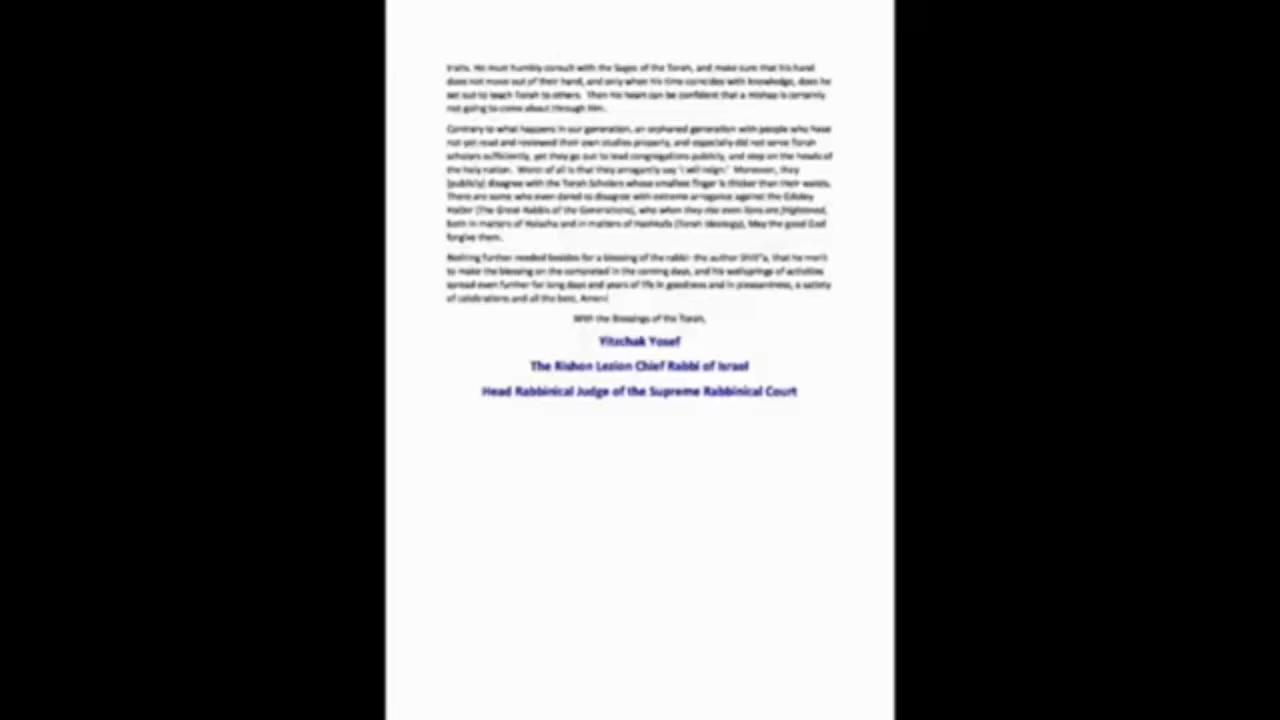 traits. He must humbly consult with the Sages of the Torah, and make sure that his hand
does not move out of their hand, and only when his time coincides with knowledge, does he
set out to teach Torah to others. Then his heart can be confident that a mishap is certainly
not going to come about through him.
Contrary to what happens in our generation, an orphaned generation with people who have
not yet read and reviewed their own studies properly, and especially did not serve Torah
scholars sufficiently, yet they go out to lead congregations publicly, and step on the heads of
the holy nation. Worst of all is that they arrogantly say 'I will reign.' Moreover, they
(publicly) disagree with the Torah Scholars whose smallest finger is thicker than their waists.
There are some who even dared to disagree with extreme arrogance against the Gdoley
HaDor (The Great Rabbis of the Generations), who when they rise even lions are frightened,
both in matters of Halacha and in matters of Hashkafa (Torah Ideology), May the good God
forgive them.
Nothing further needed besides for a blessing of the rabbi- the author Shlit"a, that he merit
to make the blessing on the completed in the coming days, and his wellsprings of activities
spread even further for long days and years of life in goodness and in pleasantness, a satiety
of celebrations and all the best, Amen!
With the Blessings of the Torah,
Yitzchak Yosef
The Rishon Lezion Chief Rabbi of Israel
Head Rabbinical Judge of the Supreme Rabbinical Court